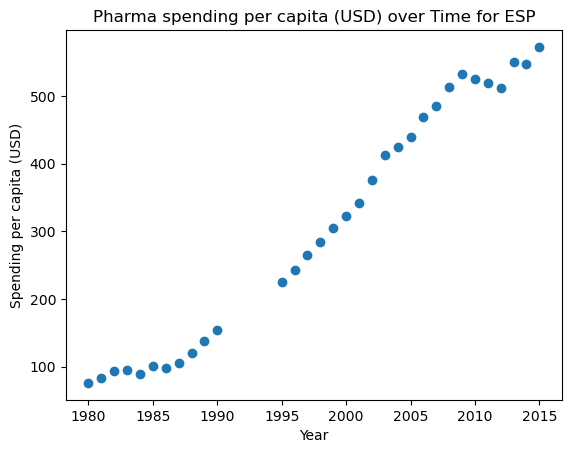 Pharma spending per capita (USD) over Time for ESP
Spending per capita (USD)
500
400
300
200
100
1980 1985 1990 1995 2000 2005 2010 2015
Year